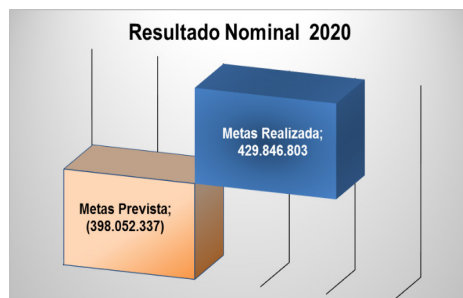 Resultado Nominal 2020
Metas Realizada;
429.846.803
Metas Prevista;
(398.052.337)